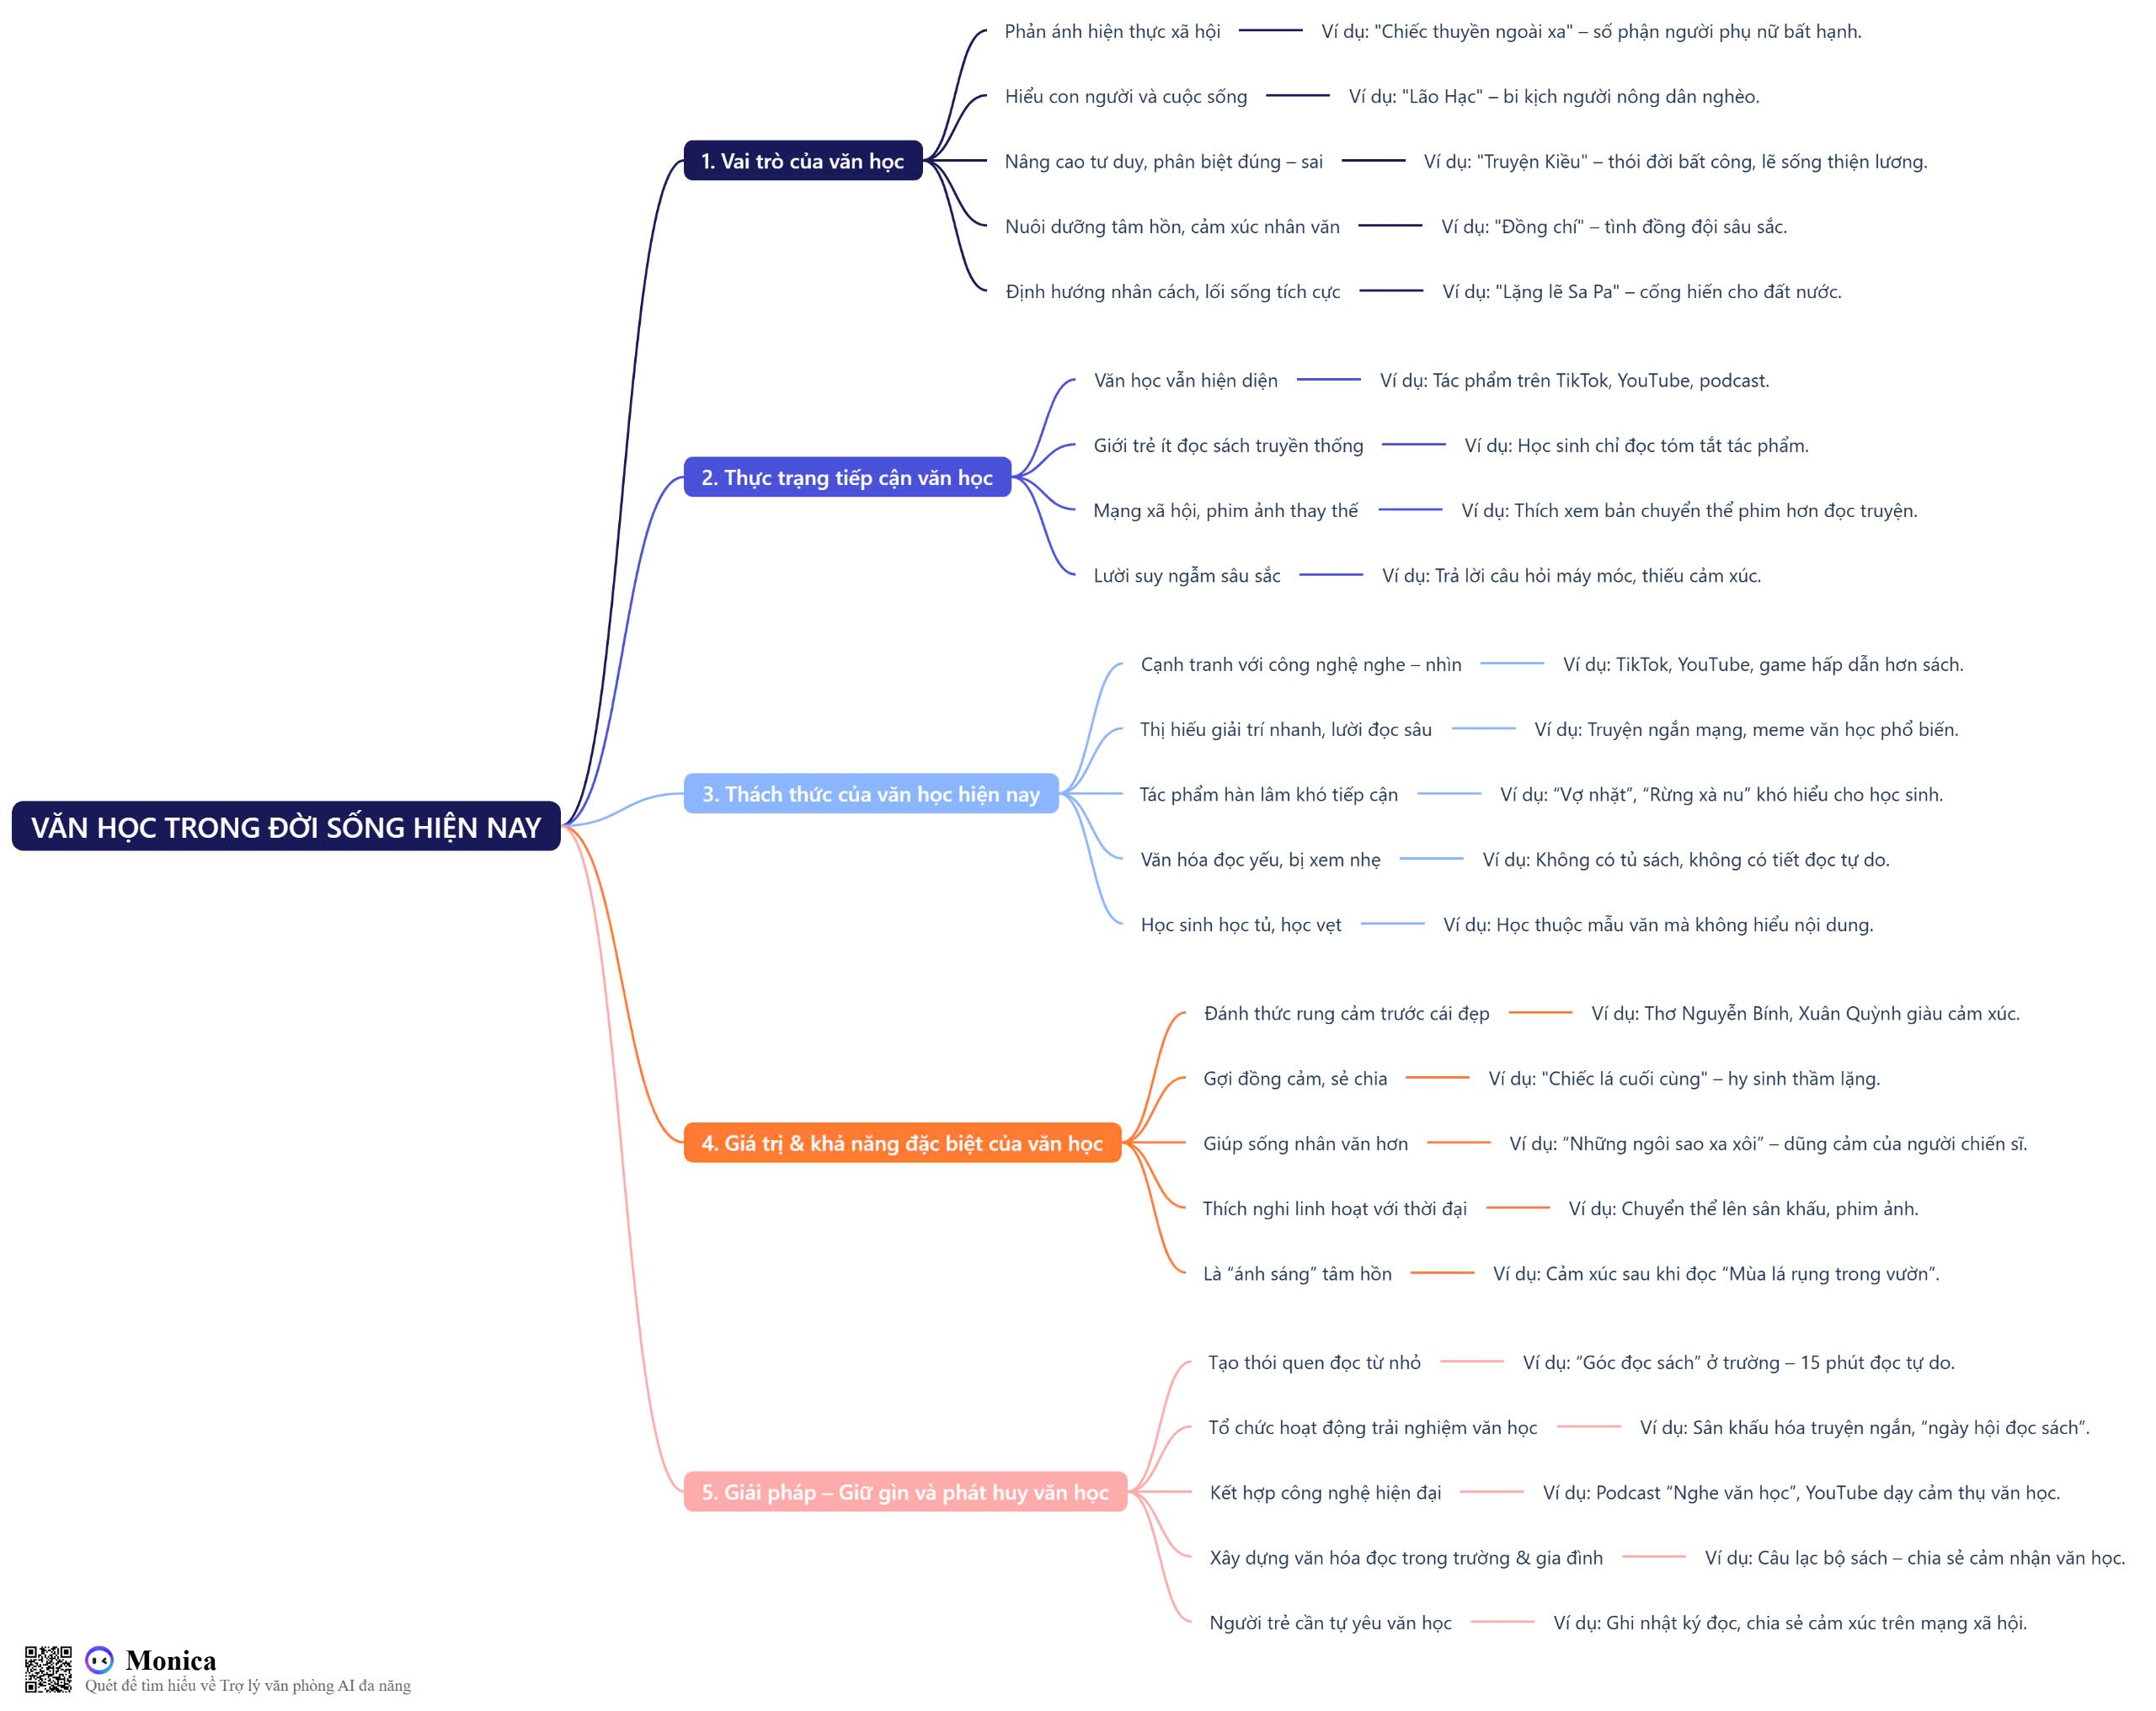 VĂN HỌC TRONG ĐỜI SỐNG HIỆN NAY
1. Vai trò của văn học
Phản ánh hiện thực xã hội
Ví dụ: "Chiếc thuyền ngoài xa" – số phận người phụ nữ bất hạnh.
Hiểu con người và cuộc sống
Ví dụ: "Lão Hạc" – bi kịch người nông dân nghèo.
Nâng cao tư duy, phân biệt đúng – sai
Ví dụ: "Truyện Kiều" – thói đời bất công, lẽ sống thiện lương.
Nuôi dưỡng tâm hồn, cảm xúc nhân văn
Ví dụ: "Đồng chí" – tình đồng đội sâu sắc.
Định hướng nhân cách, lối sống tích cực
Ví dụ: "Lặng lẽ Sa Pa" – cống hiến cho đất nước.
2. Thực trạng tiếp cận văn học
Văn học vẫn hiện diện
Ví dụ: Tác phẩm trên TikTok, YouTube, podcast.
Giới trẻ ít đọc sách truyền thống
Ví dụ: Học sinh chỉ đọc tóm tắt tác phẩm.
Mạng xã hội, phim ảnh thay thế
Ví dụ: Thích xem bản chuyển thể phim hơn đọc truyện.
Lười suy ngẫm sâu sắc
Ví dụ: Trả lời câu hỏi máy móc, thiếu cảm xúc.
3. Thách thức của văn học hiện nay
Cạnh tranh với công nghệ nghe – nhìn
Ví dụ: TikTok, YouTube, game hấp dẫn hơn sách.
Thị hiếu giải trí nhanh, lười đọc sâu
Ví dụ: Truyện ngắn mạng, meme văn học phổ biến.
Tác phẩm hàn lâm khó tiếp cận
Ví dụ: “Vợ nhặt”, “Rừng xà nu” khó hiểu cho học sinh.
Văn hóa đọc yếu, bị xem nhẹ
Ví dụ: Không có tủ sách, không có tiết đọc tự do.
Học sinh học tủ, học vẹt
Ví dụ: Học thuộc mẫu văn mà không hiểu nội dung.
4. Giá trị & khả năng đặc biệt của văn học
Đánh thức rung cảm trước cái đẹp
Ví dụ: Thơ Nguyễn Bính, Xuân Quỳnh giàu cảm xúc.
Gợi đồng cảm, sẻ chia
Ví dụ: "Chiếc lá cuối cùng" – hy sinh thầm lặng.
Giúp sống nhân văn hơn
Ví dụ: “Những ngôi sao xa xôi” – dũng cảm của người chiến sĩ.
Thích nghi linh hoạt với thời đại
Ví dụ: Chuyển thể lên sân khấu, phim ảnh.
Là “ánh sáng” tâm hồn
Ví dụ: Cảm xúc sau khi đọc “Mùa lá rụng trong vườn”.
5. Giải pháp – Giữ gìn và phát huy văn học
Tạo thói quen đọc từ nhỏ
Ví dụ: “Góc đọc sách” ở trường – 15 phút đọc tự do.
Tổ chức hoạt động trải nghiệm văn học
Ví dụ: Sân khấu hóa truyện ngắn, “ngày hội đọc sách”.
Kết hợp công nghệ hiện đại
Ví dụ: Podcast “Nghe văn học”, YouTube dạy cảm thụ văn học.
Xây dựng văn hóa đọc trong trường & gia đình
Ví dụ: Câu lạc bộ sách – chia sẻ cảm nhận văn học.
Người trẻ cần tự yêu văn học
Ví dụ: Ghi nhật ký đọc, chia sẻ cảm xúc trên mạng xã hội.
Monica
Quét để tìm hiểu về Trợ lý văn phòng AI đa năng